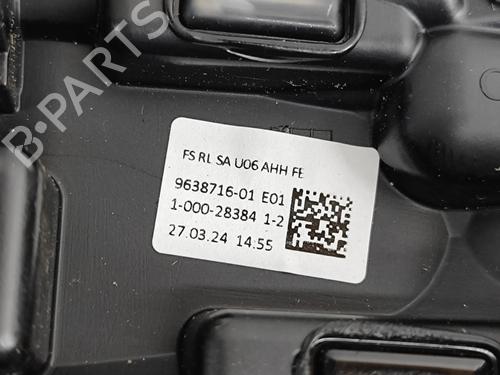 B-PARTS
FS RL SA U06 AHH FE
9638716-01 E01
1-000-28384 1-2
27.03.24 14:55